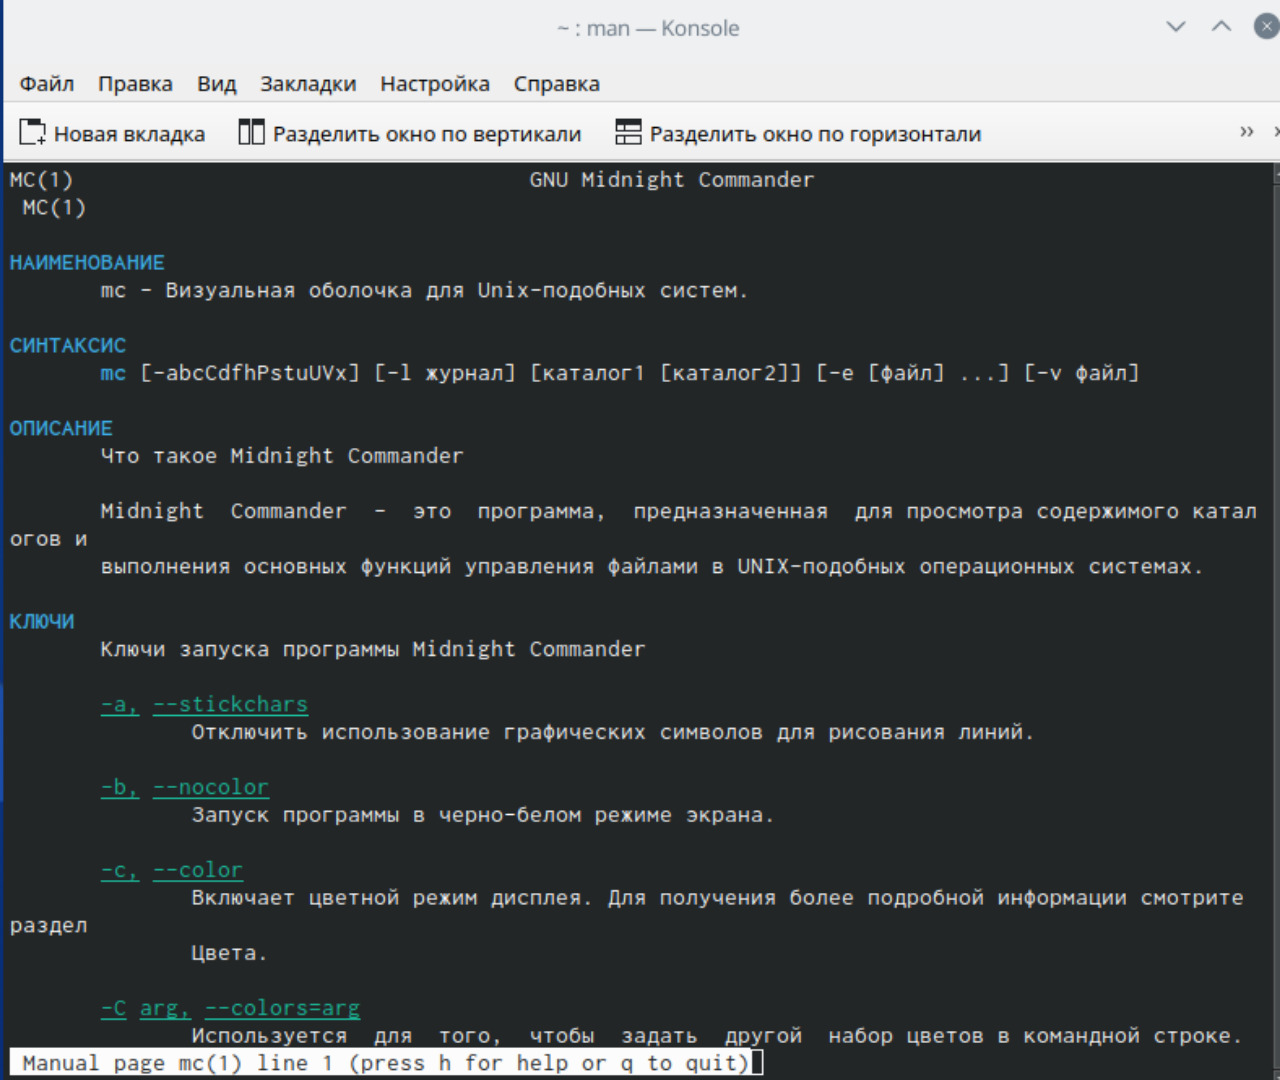 ~ : man — Konsole
Файл Правка Вид Закладки Настройка Справка
Новая вкладка Разделить окно по вертикали Разделить окно по горизонтали
MC(1) GNU Midnight Commander
MC(1)
НАИМЕНОВАНИЕ
mc - Визуальная оболочка для Unix-подобных систем.
СИНТАКСИС
mc [-abcCdfhPstuUVx] [-l журнал] [каталог1 [каталог2]] [-e [файл] ...] [-v файл]
ОПИСАНИЕ
Что такое Midnight Commander
Midnight Commander - это программа, предназначенная для просмотра содержимого катал
огов и
выполнения основных функций управления файлами в UNIX-подобных операционных системах.
КЛЮЧИ
Ключи запуска программы Midnight Commander
-a, --stickchars
Отключить использование графических символов для рисования линий.
-b, --nocolor
Запуск программы в черно-белом режиме экрана.
-c, --color
Включает цветной режим дисплея. Для получения более подробной информации смотрите
раздел
Цвета.
-C arg, --colors=arg
Используется для того, чтобы задать другой набор цветов в командной строке.
Manual page mc(1) line 1 (press h for help or q to quit)